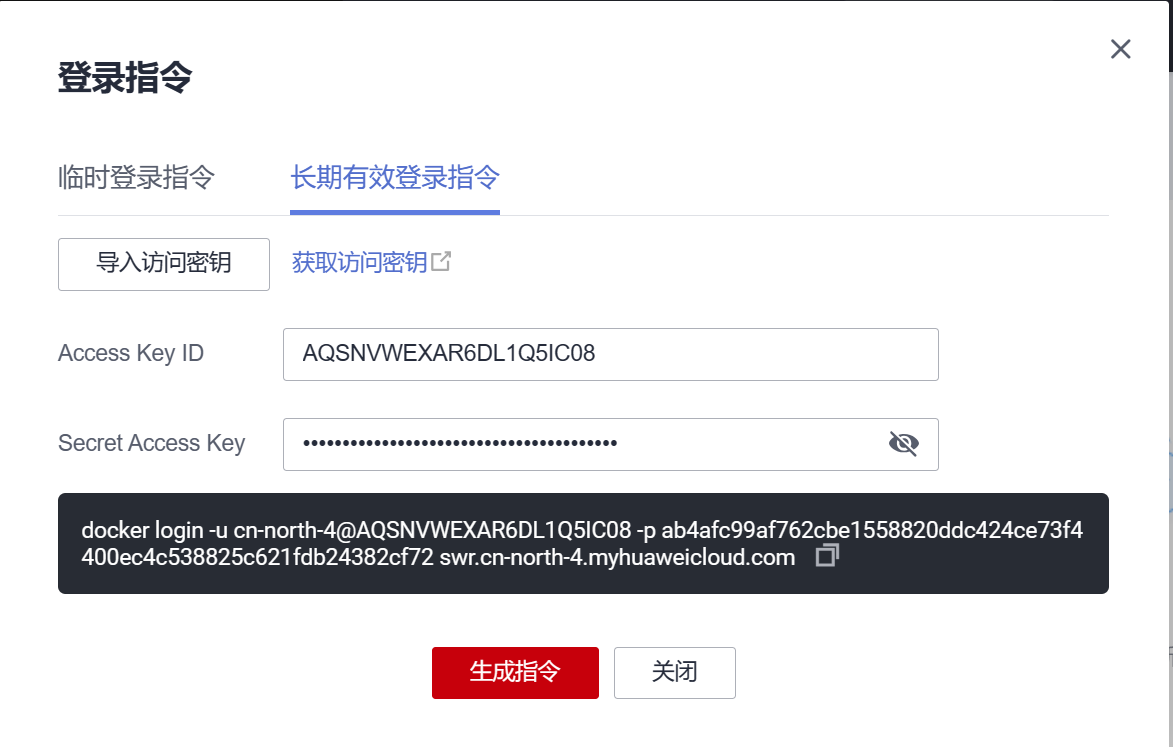 登录指令
临时登录指令 长期有效登录指令
导入访问密钥 获取访问密钥
Access Key ID AQSNVWEXAR6DL1Q5IC08
Secret Access Key ••••••••••••••••••••••••••••••••••••••••
docker login -u cn-north-4@AQSNVWEXAR6DL1Q5IC08 -p ab4afc99af762cbe1558820ddc424ce73f4
400ec4c538825c621fdb24382cf72 swr.cn-north-4.myhuaweicloud.com
生成指令 关闭